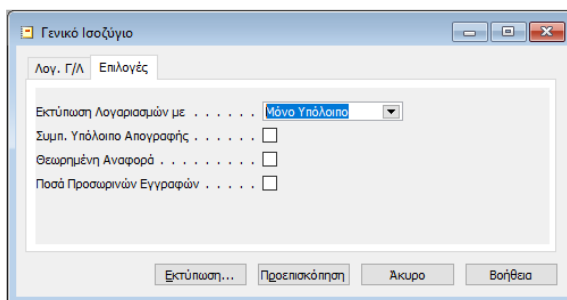 Γενικό Ισοζύγιο
Λογ. Γ/Λ Επιλογές
Εκτύπωση Λογαριασμών με . . . . . . Μόνο Υπόλοιπο
Συμπ. Υπόλοιπο Απογραφής . . . . .
Θεωρημένη Αναφορά . . . . . . . . .
Ποσά Προσωρινών Εγγραφών . . . . .
Εκτύπωση... Προεπισκόπηση Άκυρο Βοήθεια